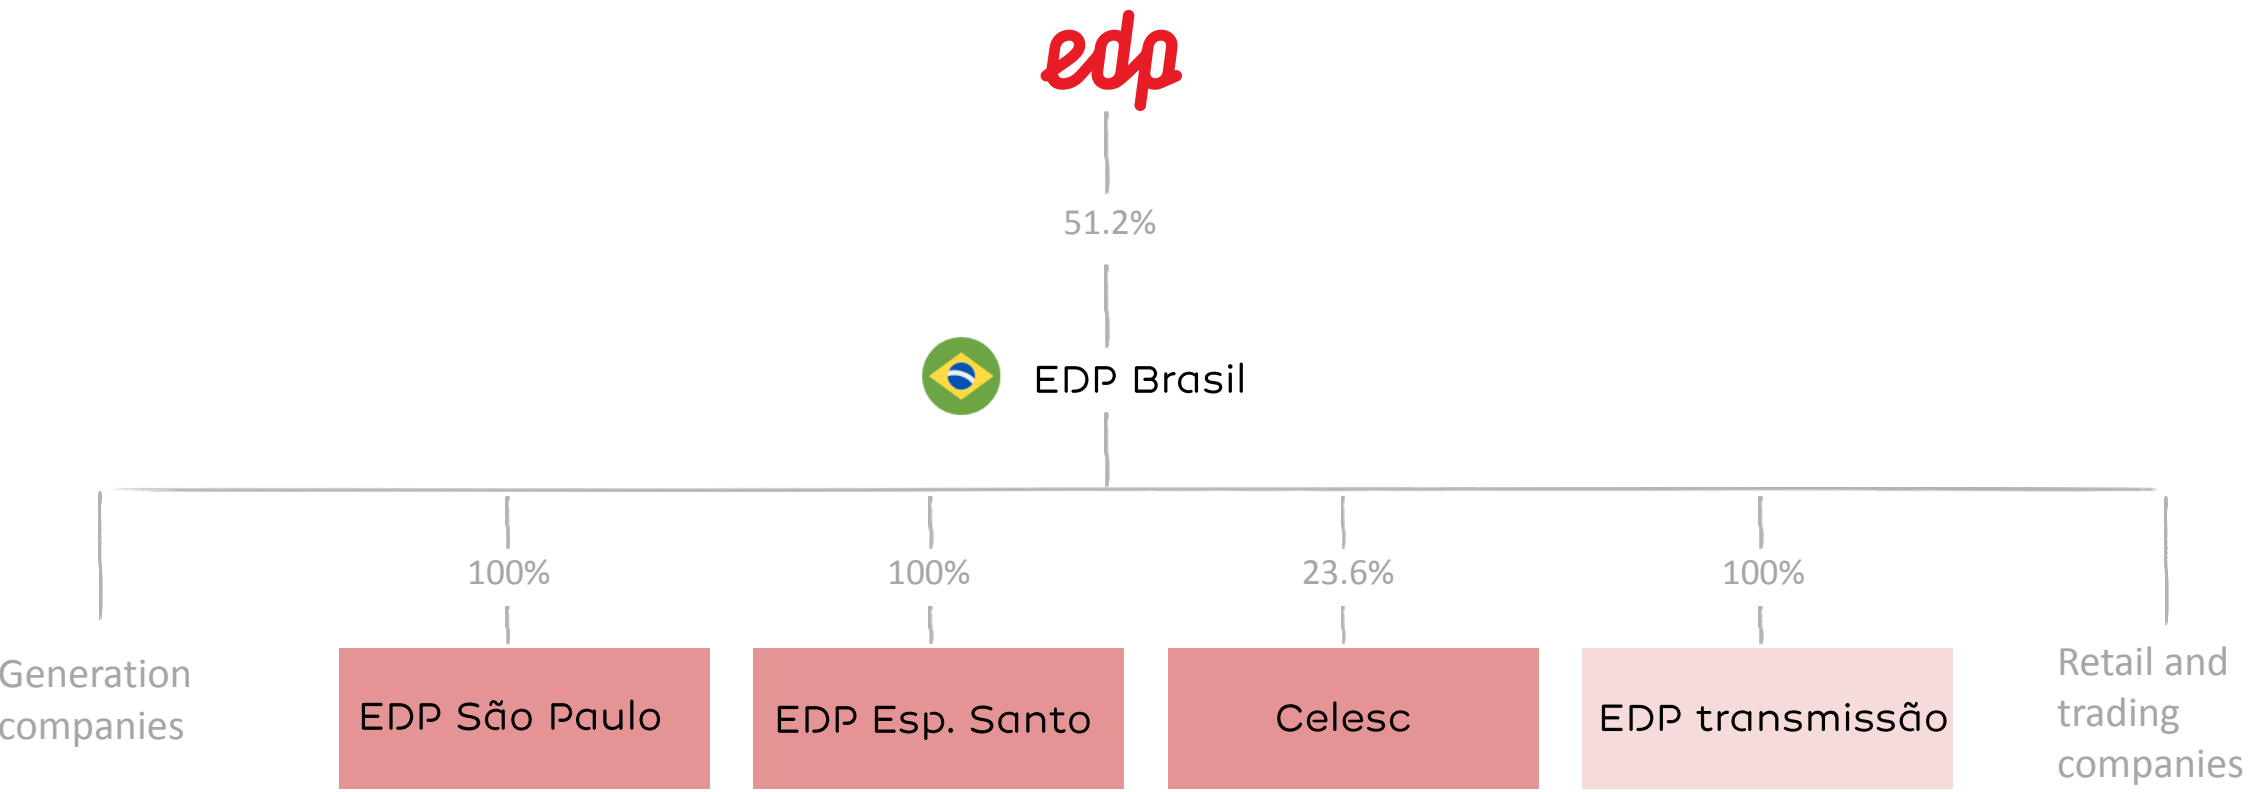 edp
51.2%
EDP Brasil
100%
100%
23.6%
100%
Generation
companies
EDP São Paulo
EDP Esp. Santo
Celesc
EDP transmissão
Retail and
trading
companies